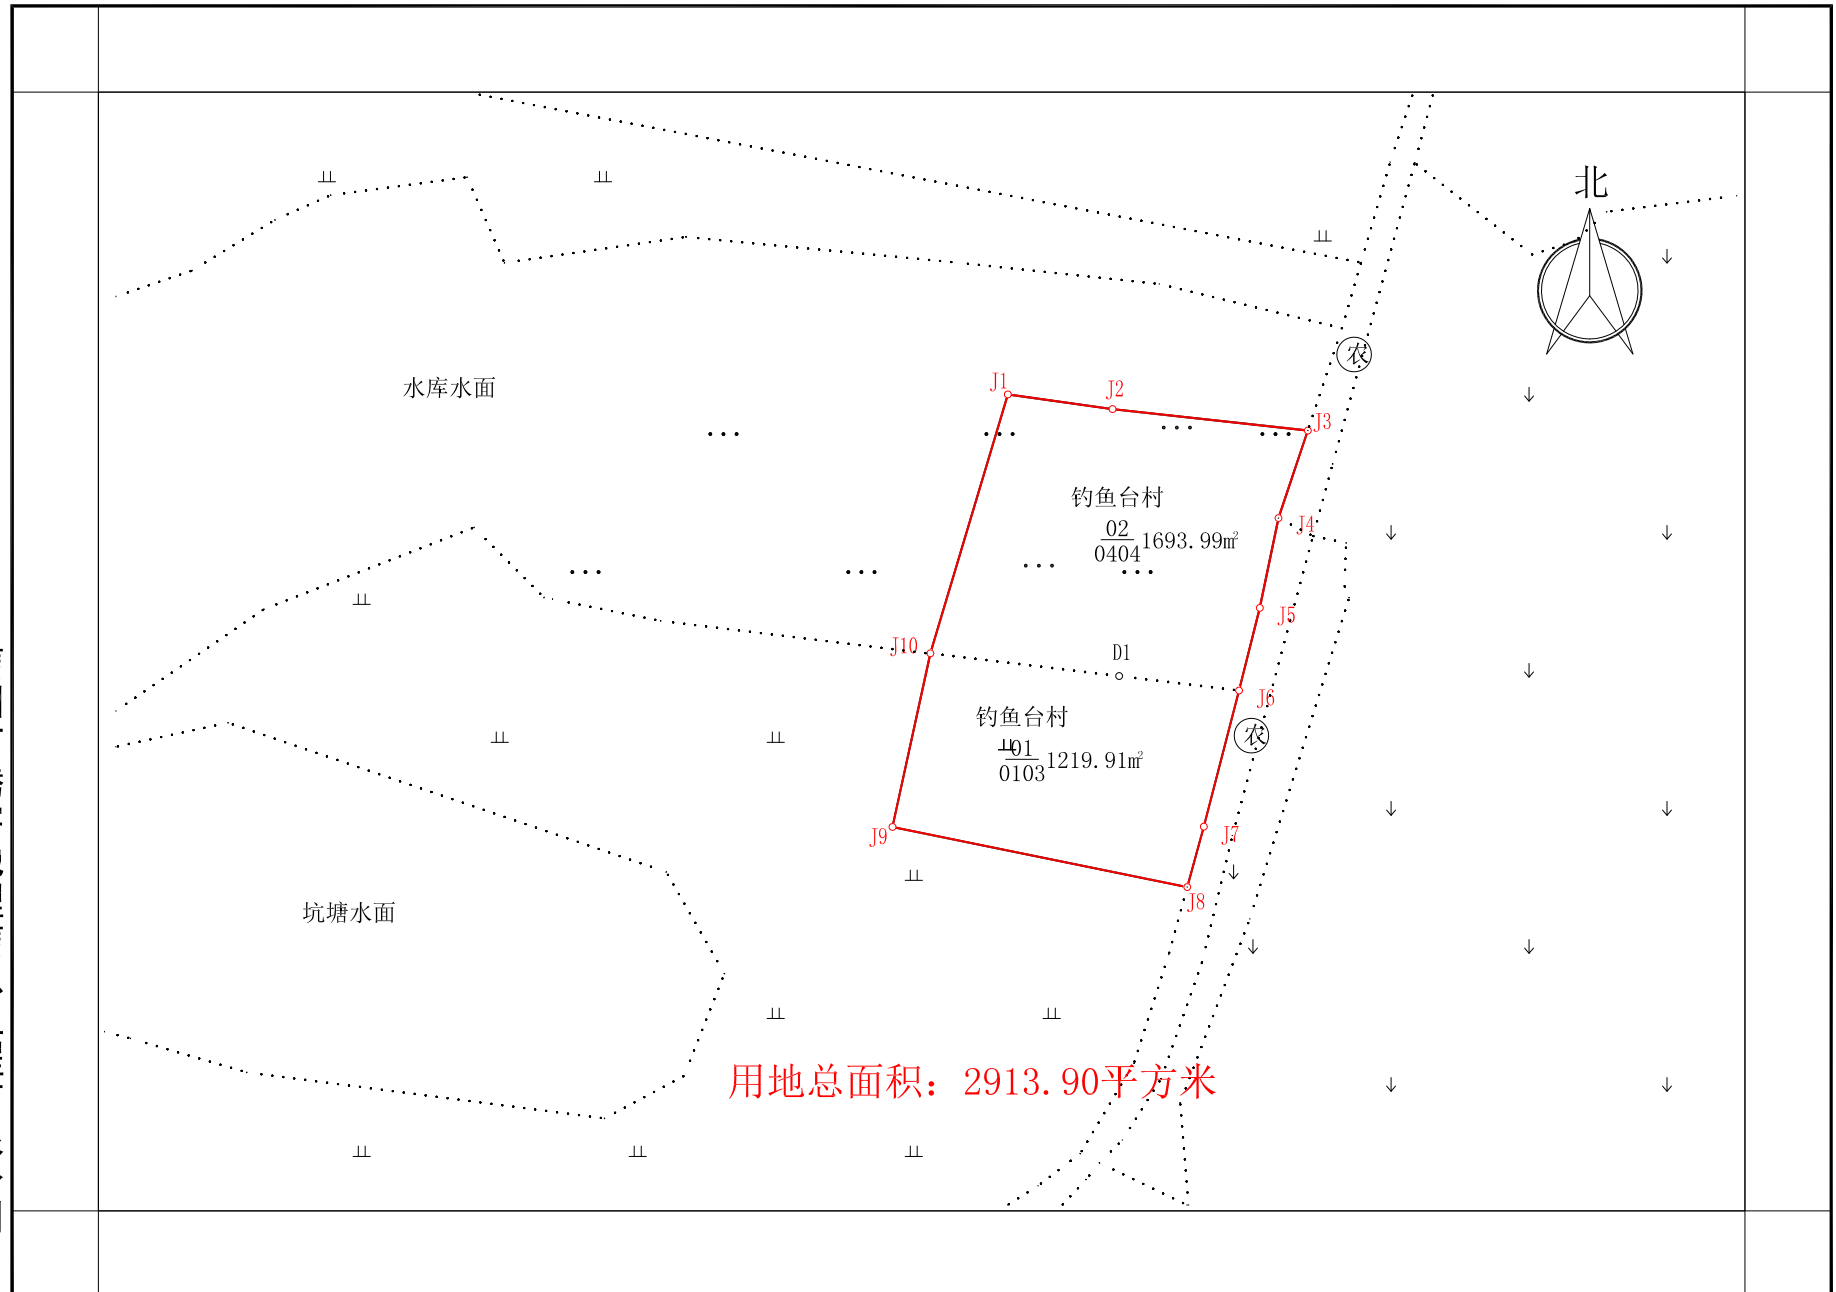 北
农
水库水面
J1
J2
J3
钓鱼台村
02
0404
1693.99㎡
J4
J5
J10
D1
J6
钓鱼台村
农
01
0103
1219.91㎡
J9
J7
J8
坑塘水面
用地总面积：2913.90平方米